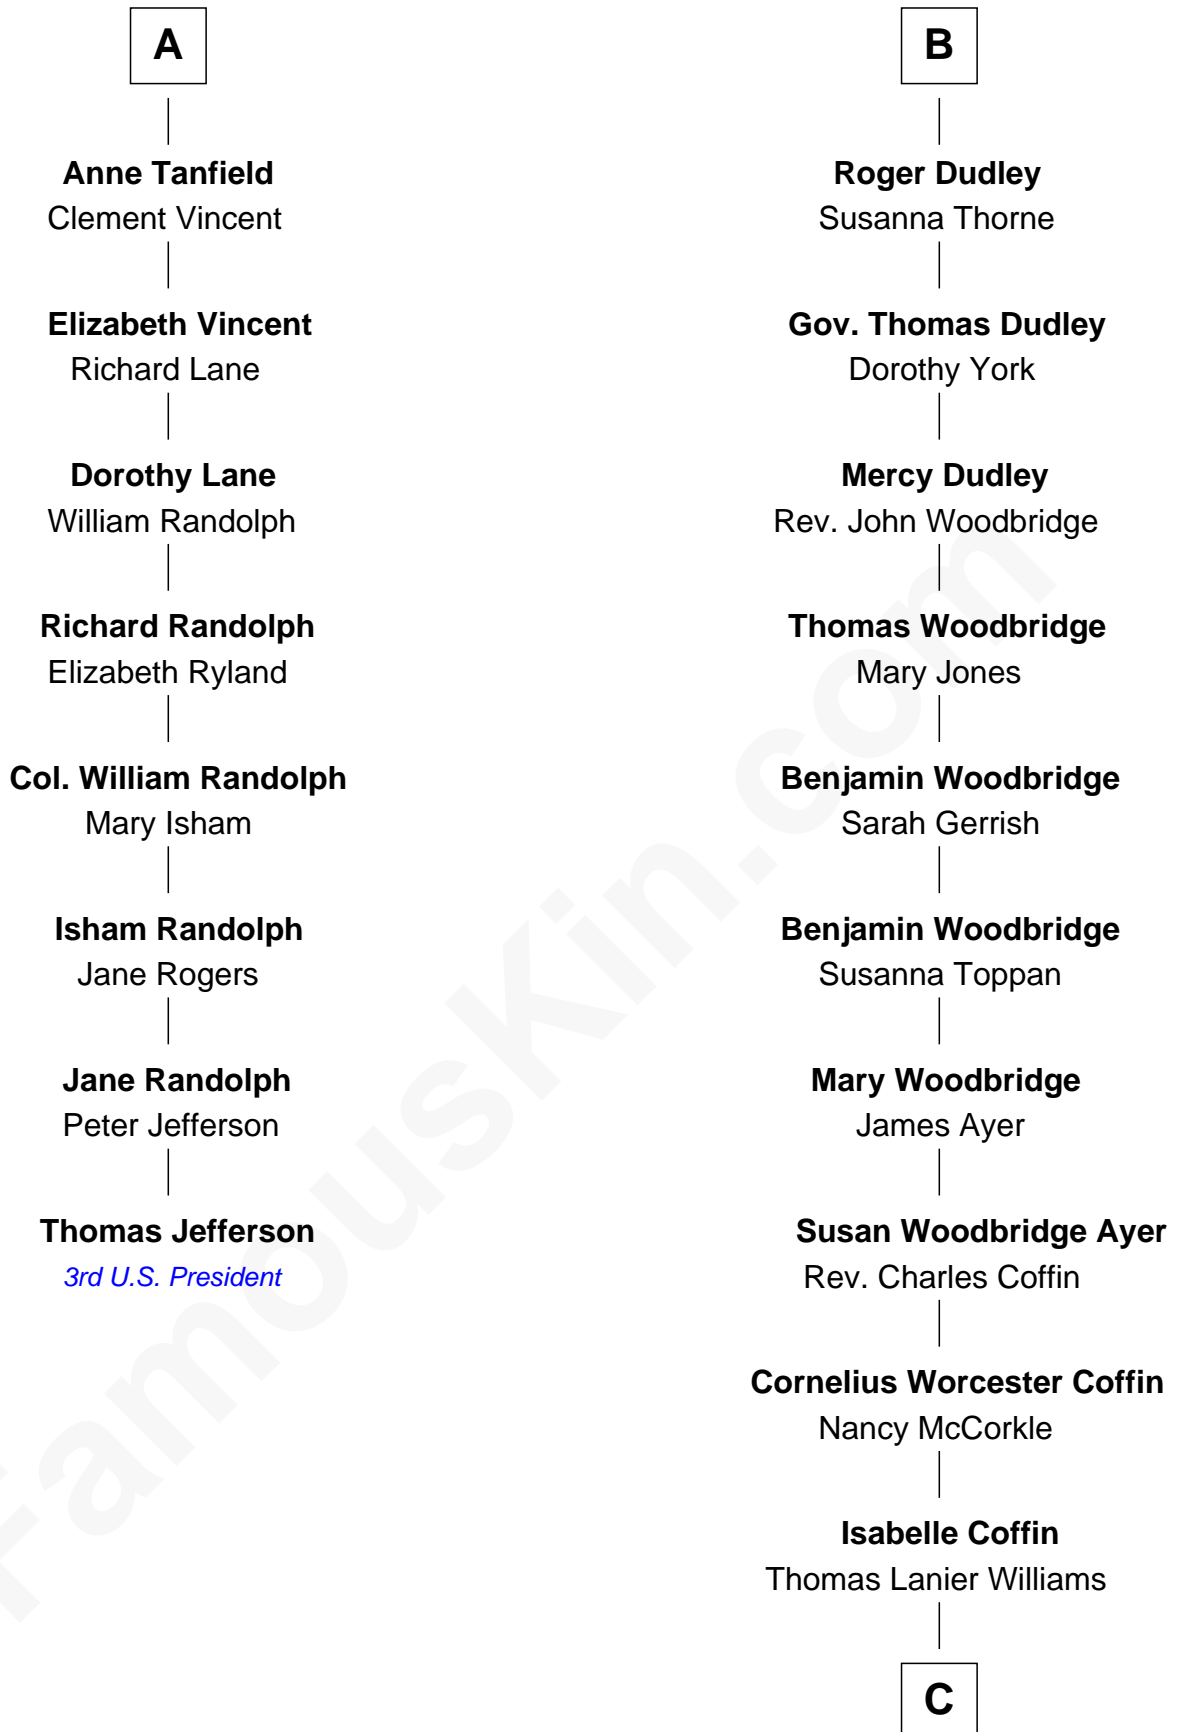 A
Anne Tanfield
Clement Vincent
Elizabeth Vincent
Richard Lane
Dorothy Lane
William Randolph
Richard Randolph
Elizabeth Ryland
Col. William Randolph
Mary Isham
Isham Randolph
Jane Rogers
Jane Randolph
Peter Jefferson
Thomas Jefferson
3rd U.S. President
B
Roger Dudley
Susanna Thorne
Gov. Thomas Dudley
Dorothy York
Mercy Dudley
Rev. John Woodbridge
Thomas Woodbridge
Mary Jones
Benjamin Woodbridge
Sarah Gerrish
Benjamin Woodbridge
Susanna Toppan
Mary Woodbridge
James Ayer
Susan Woodbridge Ayer
Rev. Charles Coffin
Cornelius Worcester Coffin
Nancy McCorkle
Isabelle Coffin
Thomas Lanier Williams
C
FamousKin.com